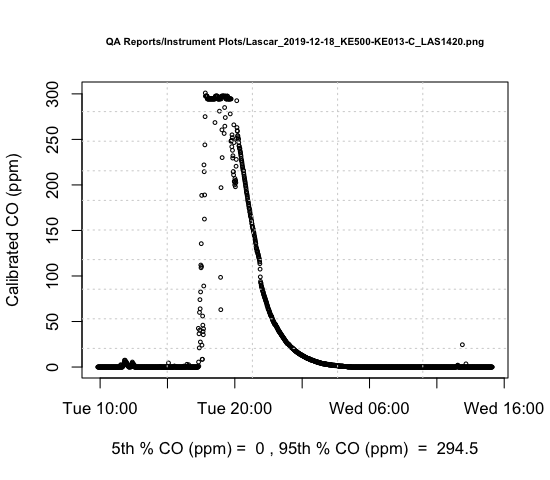 QA Reports/Instrument Plots/Lascar_2019-12-18_KE500-KE013-C_LAS1420.png
300
250
200
150
100
50
0
Calibrated CO (ppm)
Tue 10:00 Tue 20:00 Wed 06:00 Wed 16:00
5th % CO (ppm) = 0 , 95th % CO (ppm) = 294.5